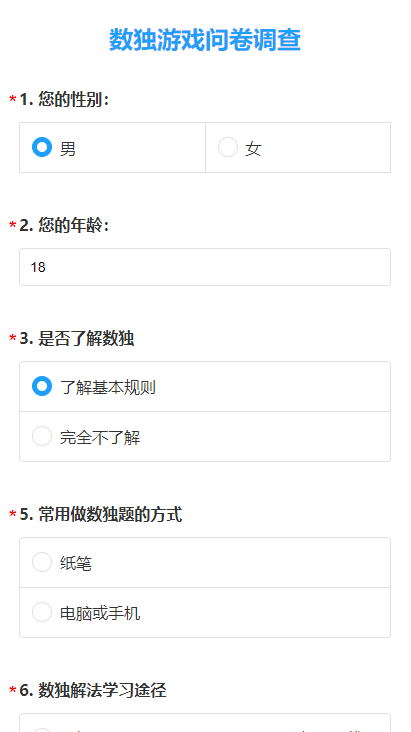 数独游戏问卷调查
*1. 您的性别：
男 女
*2. 您的年龄：
18
*3. 是否了解数独
了解基本规则
完全不了解
*5. 常用做数独题的方式
纸笔
电脑或手机
*6. 数独解法学习途径